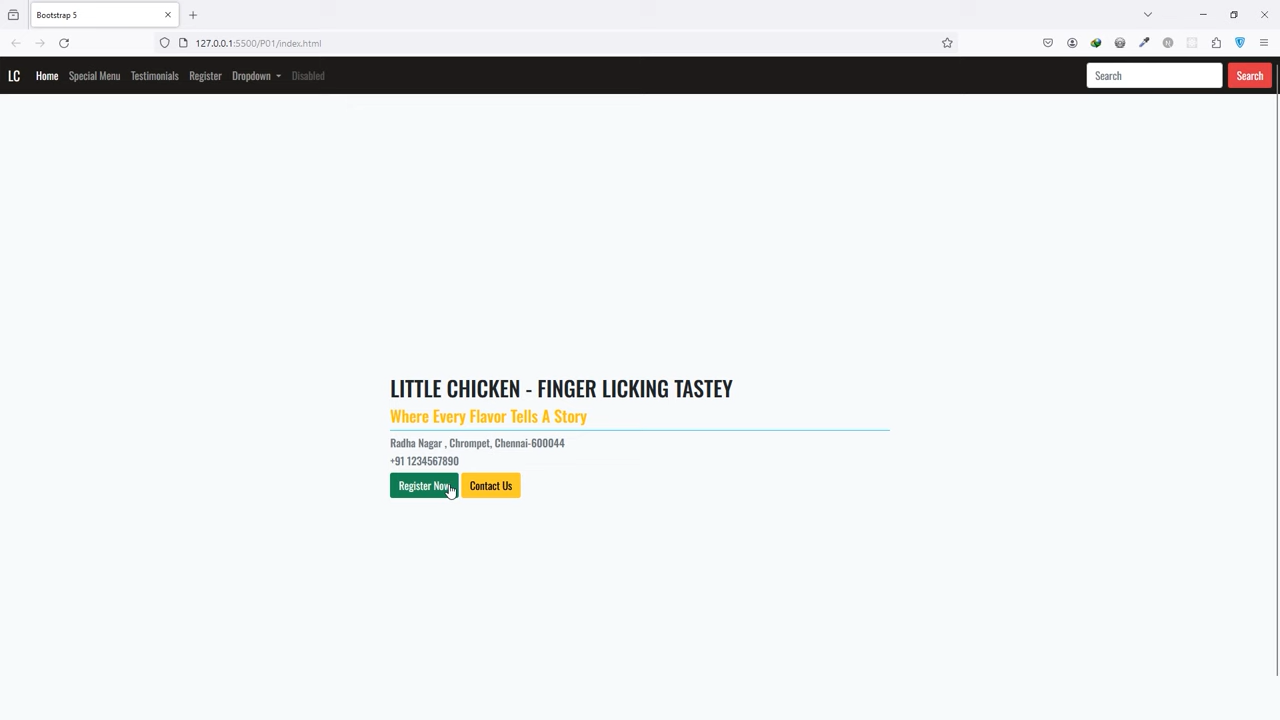 Bootstrap 5
127.0.0.1:5500/P01/index.html
LC Home Special Menu Testimonials Register Dropdown Disabled Search Search
LITTLE CHICKEN - FINGER LICKING TASTEY
Where Every Flavor Tells A Story
Radha Nagar , Chrompet, Chennai-600044
+91 1234567890
Register Now Contact Us